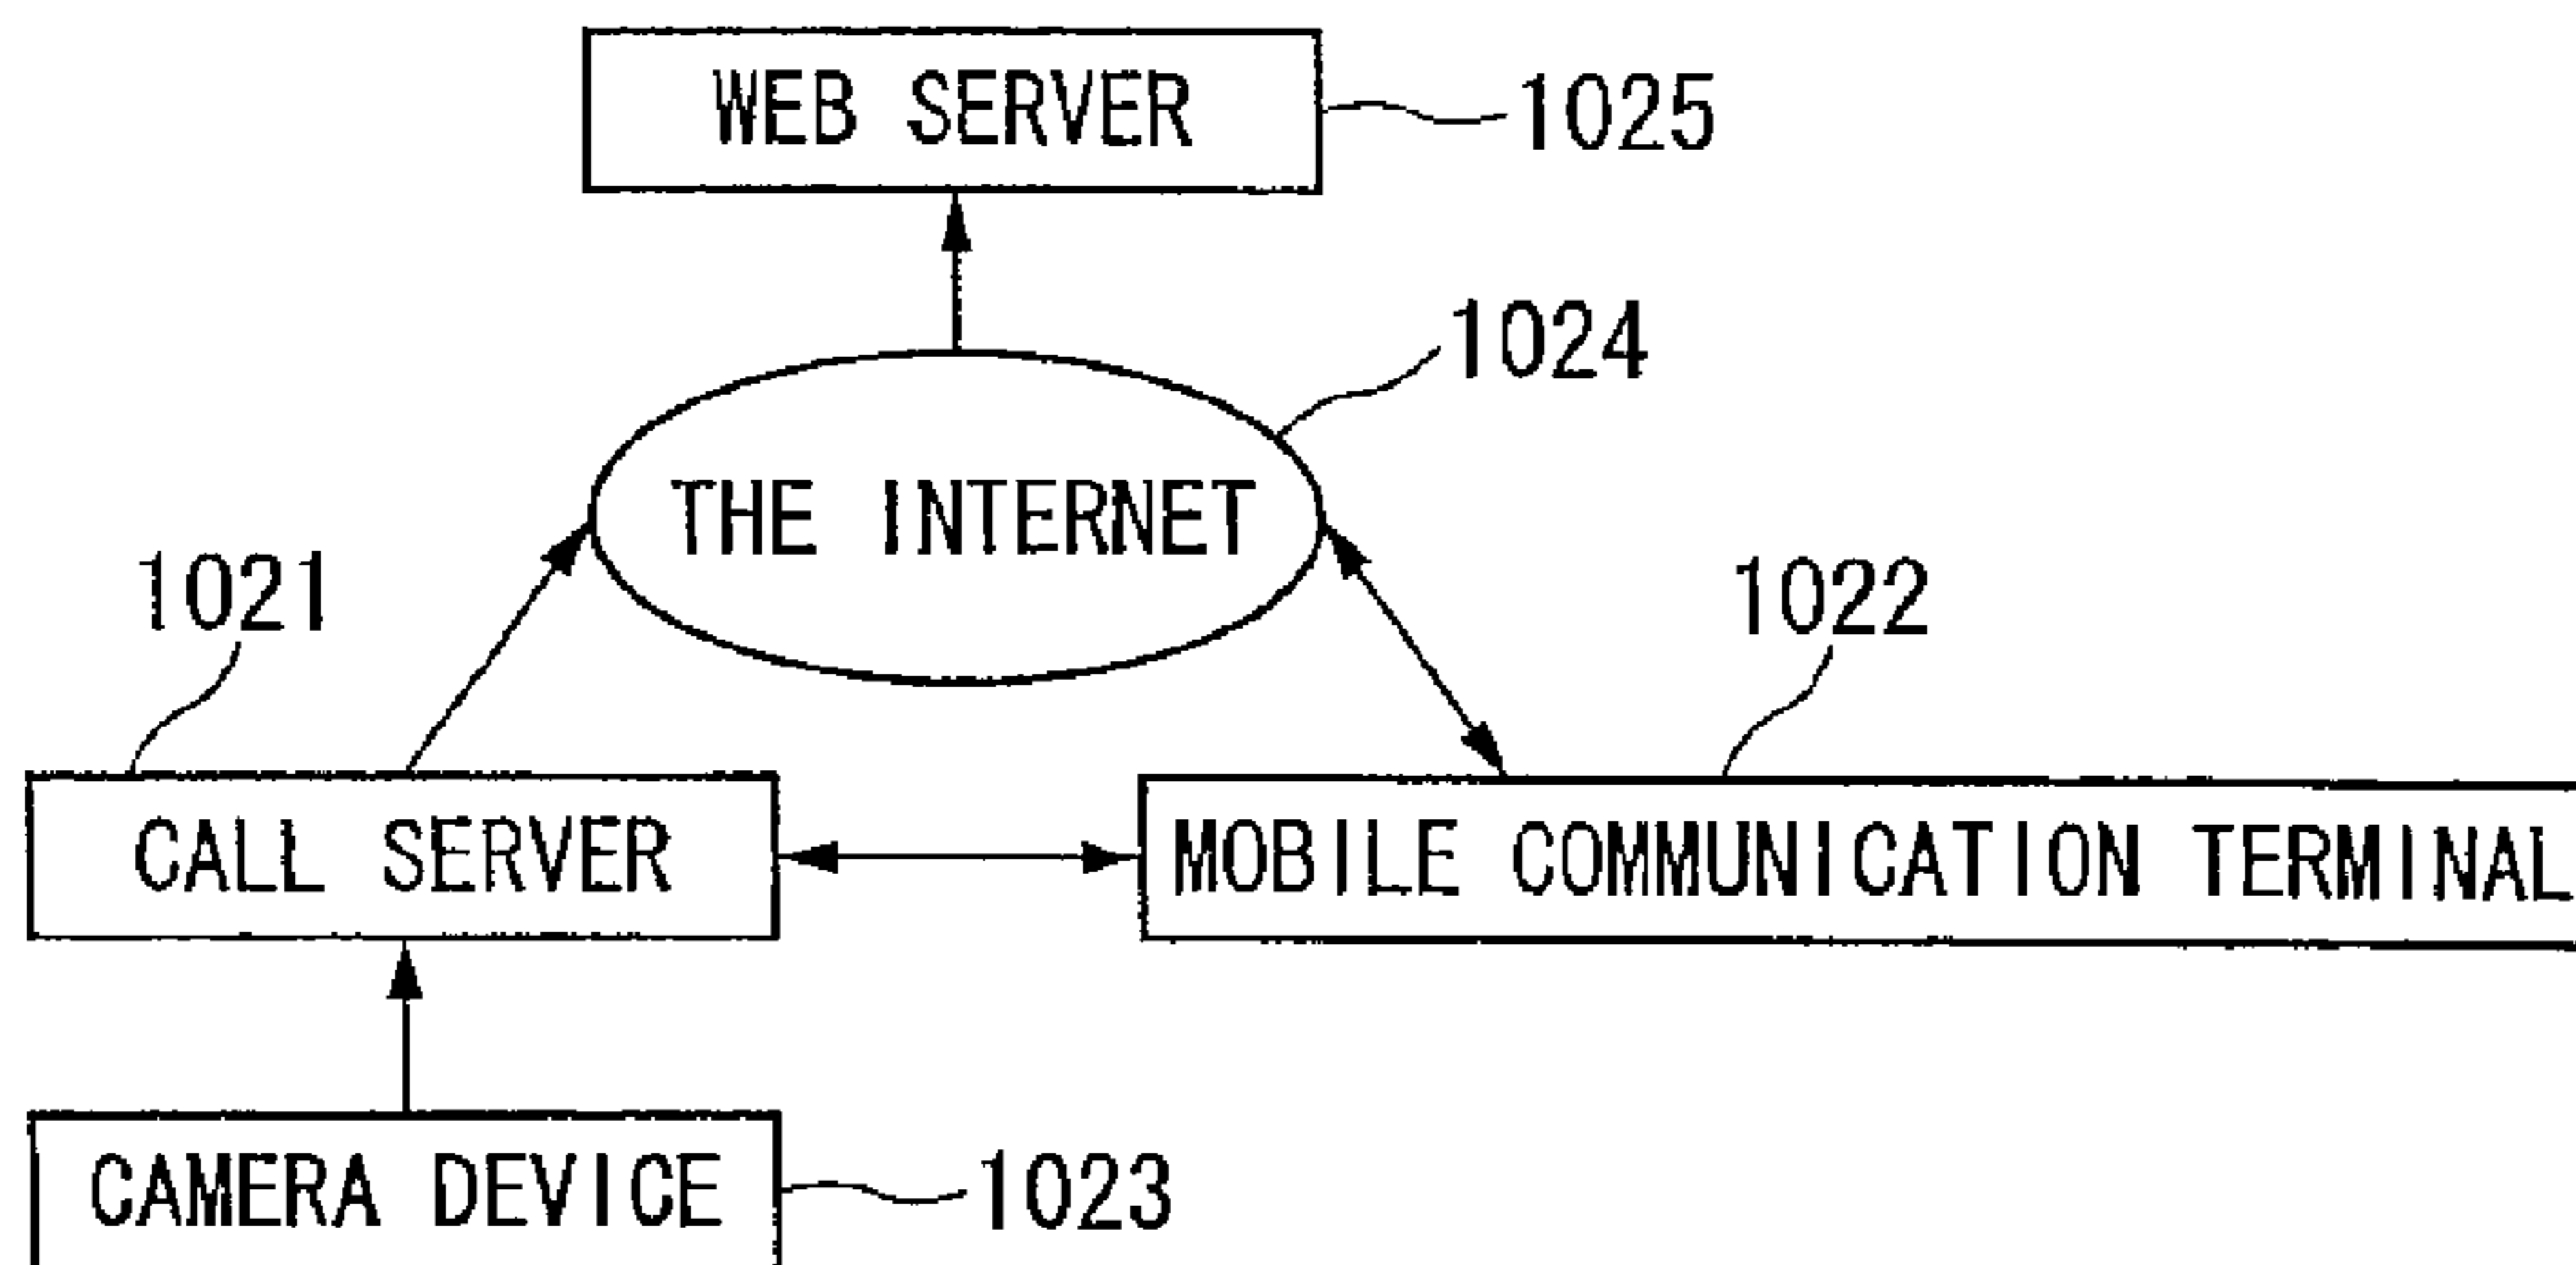 WEB SERVER
1025
1024
THE INTERNET
1021
1022
CALL SERVER
MOBILE COMMUNICATION TERMINAL
CAMERA DEVICE
1023